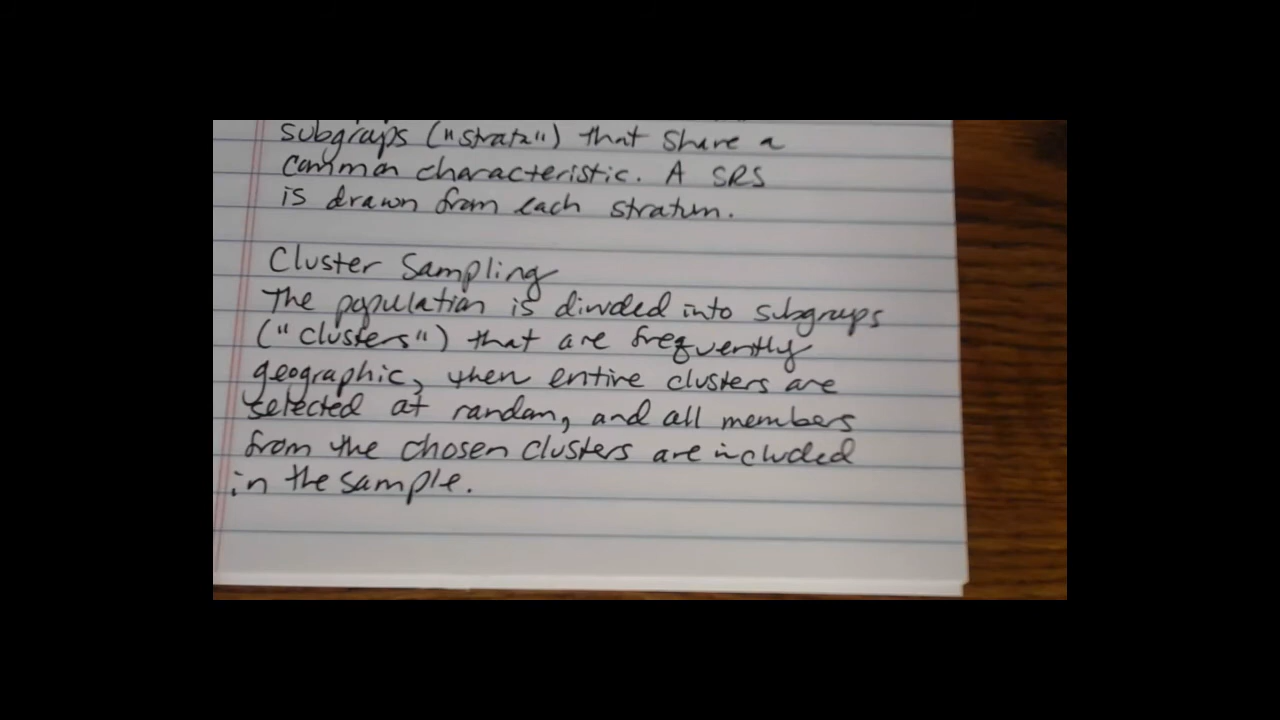 subgroups ("strata") that share a
common characteristic. A SRS
is drawn from each stratum.
Cluster Sampling
The population is divided into subgroups
("clusters") that are frequently
geographic, then entire clusters are
selected at random, and all members
from the chosen clusters are included
in the sample.